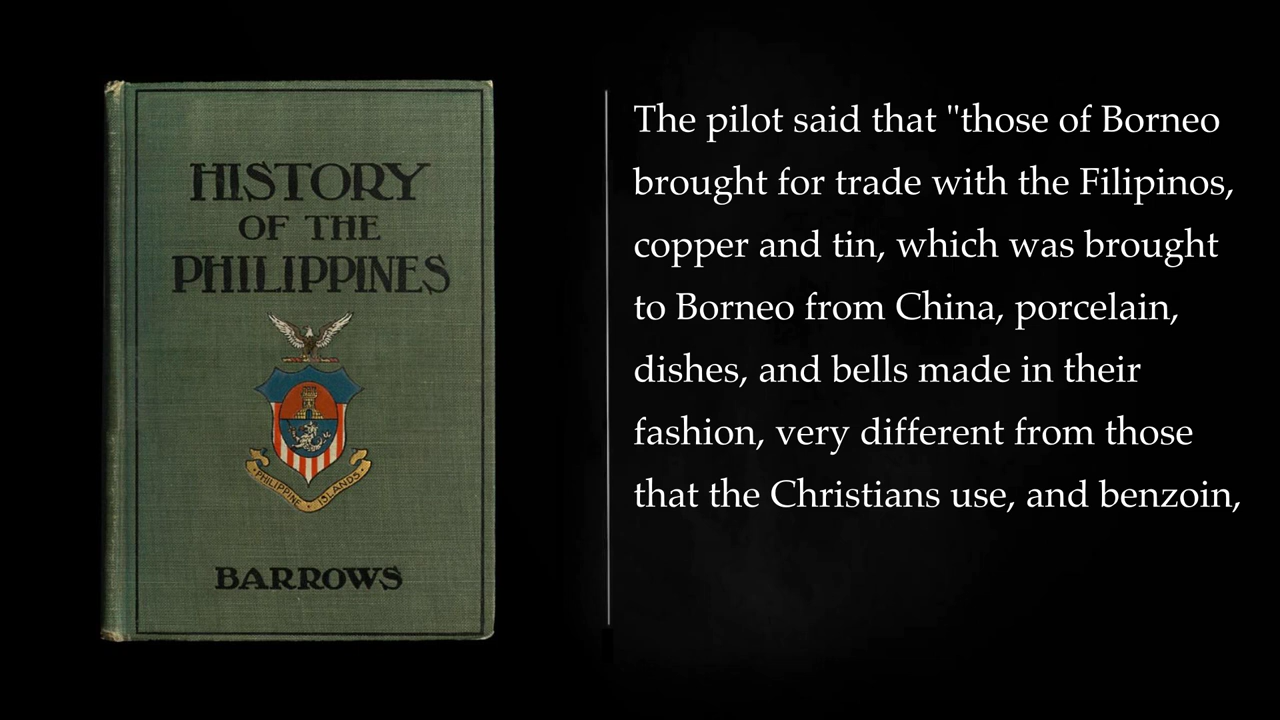 HISTORY
OF THE
PHILIPPINES
PHILIPPINE ISLANDS
BARROWS
The pilot said that "those of Borneo
brought for trade with the Filipinos,
copper and tin, which was brought
to Borneo from China, porcelain,
dishes, and bells made in their
fashion, very different from those
that the Christians use, and benzoin,